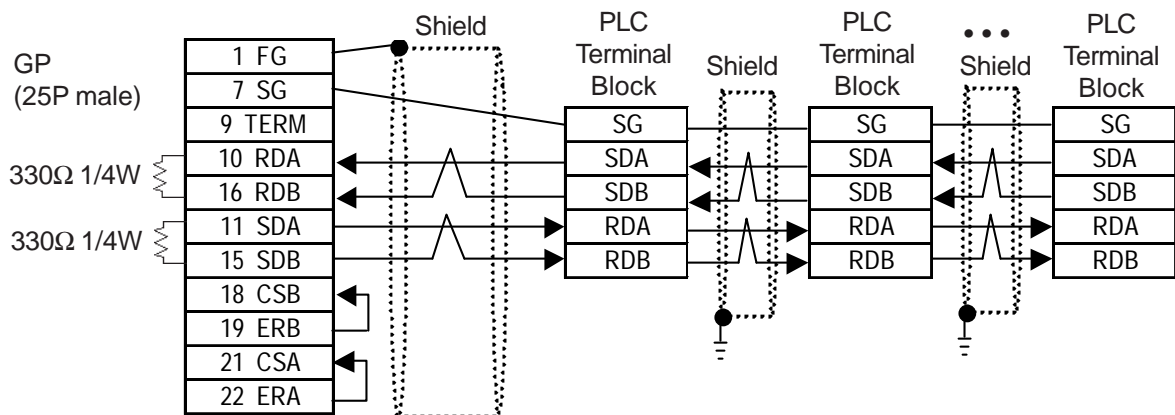 GP
(25P male)
330Ω 1/4W
330Ω 1/4W
1 FG
7 SG
9 TERM
10 RDA
16 RDB
11 SDA
15 SDB
18 CSB
19 ERB
21 CSA
22 ERA
Shield
PLC
Terminal
Block
SG
SDA
SDB
RDA
RDB
Shield
PLC
Terminal
Block
SG
SDA
SDB
RDA
RDB
•••
Shield
PLC
Terminal
Block
SG
SDA
SDB
RDA
RDB